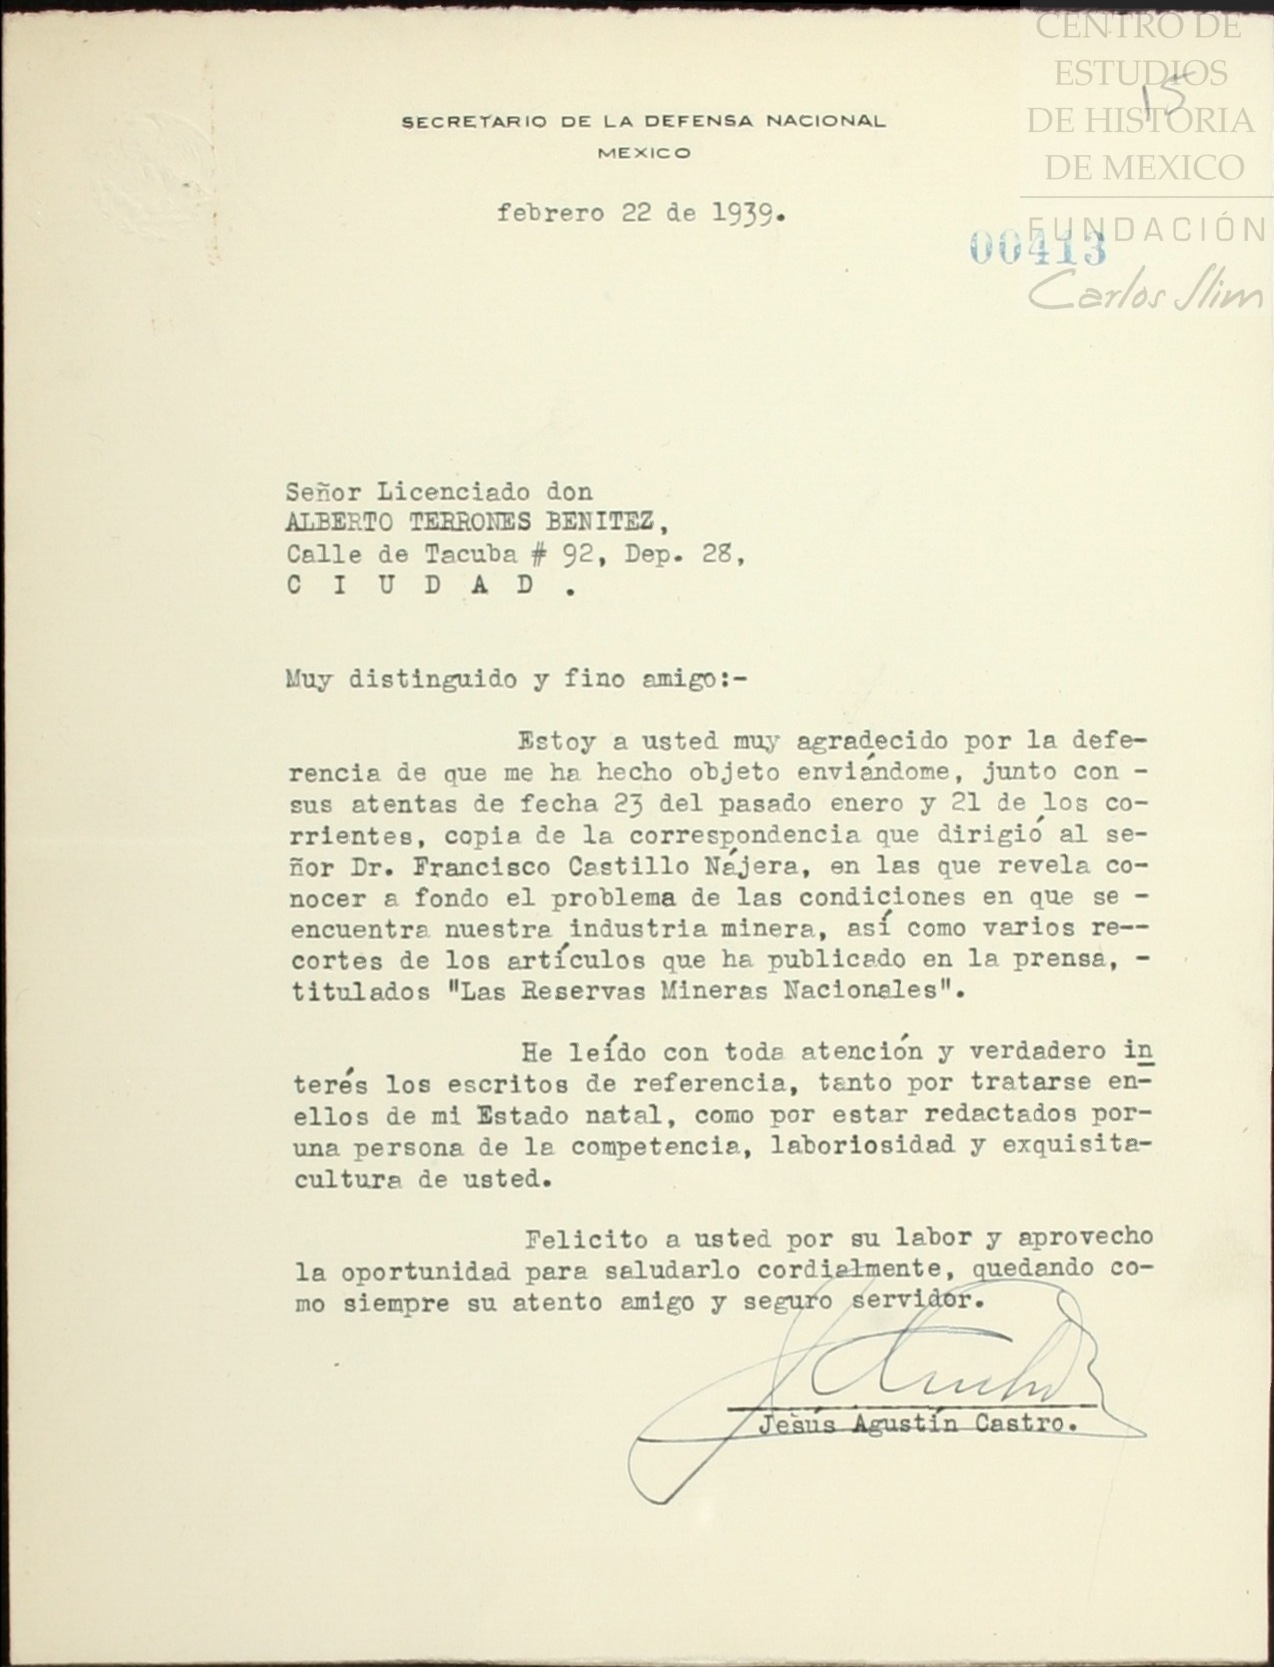 CENTRO DE
ESTUDIOS
DE HISTORIA
DE MEXICO
FUNDACIÓN
Carlos Slim
15
SECRETARIO DE LA DEFENSA NACIONAL
MEXICO
febrero 22 de 1939.
00413
Señor Licenciado don
ALBERTO TERRONES BENITEZ,
Calle de Tacuba # 92, Dep. 28,
C I U D A D .
Muy distinguido y fino amigo:-
Estoy a usted muy agradecido por la defe-
rencia de que me ha hecho objeto enviándome, junto con -
sus atentas de fecha 23 del pasado enero y 21 de los co-
rrientes, copia de la correspondencia que dirigió al se-
ñor Dr. Francisco Castillo Nájera, en las que revela co-
nocer a fondo el problema de las condiciones en que se -
encuentra nuestra industria minera, así como varios re--
cortes de los artículos que ha publicado en la prensa, -
titulados "Las Reservas Mineras Nacionales".
He leído con toda atención y verdadero in
terés los escritos de referencia, tanto por tratarse en-
ellos de mi Estado natal, como por estar redactados por-
una persona de la competencia, laboriosidad y exquisita-
cultura de usted.
Felicito a usted por su labor y aprovecho
la oportunidad para saludarlo cordialmente, quedando co-
mo siempre su atento amigo y seguro servidor.
Jesús Agustín Castro.